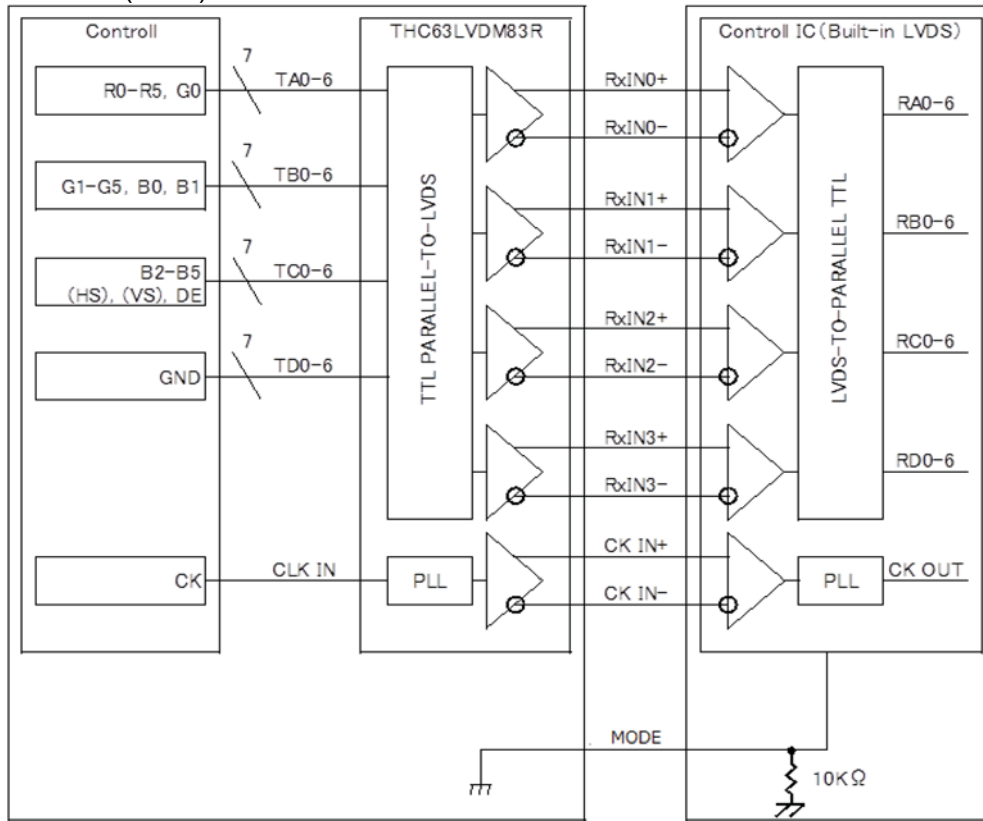 Controll
THC63LVDM83R
Controll IC(Built-in LVDS)
R0-R5, G0
7
TA0-6
G1-G5, B0, B1
7
TB0-6
B2-B5
(HS), (VS), DE
7
TC0-6
GND
7
TD0-6
CK
CLK IN
TTL PARALLEL-TO-LVDS
PLL
RxIN0+
RxIN0-
RxIN1+
RxIN1-
RxIN2+
RxIN2-
RxIN3+
RxIN3-
CK IN+
CK IN-
LVDS-TO-PARALLEL TTL
PLL
RA0-6
RB0-6
RC0-6
RD0-6
CK OUT
MODE
10KΩ